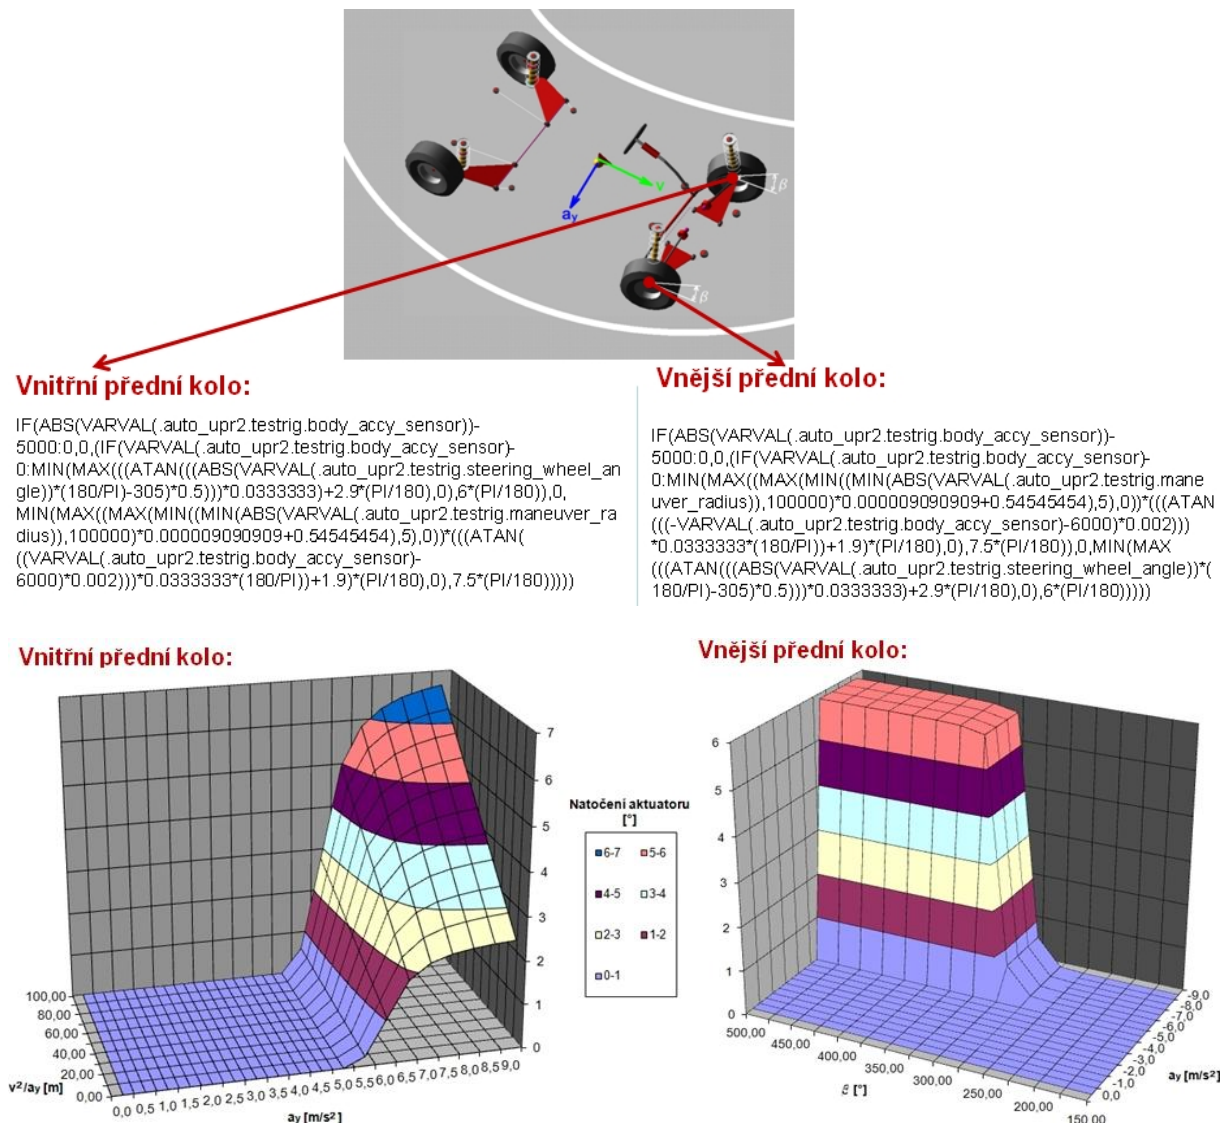 v
ay
β
β
Vnitřní přední kolo:
IF(ABS(VARVAL(.auto_upr2.testrig.body_accy_sensor))-
5000:0,0,(IF(VARVAL(.auto_upr2.testrig.body_accy_sensor)-
0:MIN(MAX(((ATAN(((ABS(VARVAL(.auto_upr2.testrig.steering_wheel_an
gle))*(180/PI)-305)*0.5)))*0.0333333)+2.9*(PI/180),0),6*(PI/180)),0,
MIN(MAX((MAX(MIN((MIN(ABS(VARVAL(.auto_upr2.testrig.maneuver_ra
dius)),100000)*0.000009090909+0.54545454),5),0))*(((ATAN(
((VARVAL(.auto_upr2.testrig.body_accy_sensor)-
6000)*0.002)))*0.0333333*(180/PI))+1.9)*(PI/180),0),7.5*(PI/180)))))
Vnější přední kolo:
IF(ABS(VARVAL(.auto_upr2.testrig.body_accy_sensor))-
5000:0,0,(IF(VARVAL(.auto_upr2.testrig.body_accy_sensor)-
0:MIN(MAX((MAX(MIN((MIN(ABS(VARVAL(.auto_upr2.testrig.mane
uver_radius)),100000)*0.000009090909+0.54545454),5),0))*(((ATAN
(((-VARVAL(.auto_upr2.testrig.body_accy_sensor)-6000)*0.002)))
*0.0333333*(180/PI))+1.9)*(PI/180),0),7.5*(PI/180)),0,MIN(MAX
(((ATAN(((ABS(VARVAL(.auto_upr2.testrig.steering_wheel_angle))*(
180/PI)-305)*0.5)))*0.0333333)+2.9*(PI/180),0),6*(PI/180)))))
Vnitřní přední kolo:
7
6
5
4
3
2
1
0
100,00
80,00
60,00
40,00
20,00
0,00
v²/ay [m]
0,0 0,5 1,0 1,5 2,0 2,5 3,0 3,5 4,0 4,5 5,0 5,5 6,0 6,5 7,0 7,5 8,0 8,5 9,0
ay [m/s²]
Natočení aktuatoru
[°]
6-7 5-6
4-5 3-4
2-3 1-2
0-1
Vnější přední kolo:
6
5
4
3
2
1
0
500,00
450,00
400,00
350,00
300,00
250,00
200,00
150,00
β [°]
-9,0
-8,0
-7,0
-6,0
-5,0
-4,0
-3,0
-2,0
-1,0
0,0
ay [m/s²]